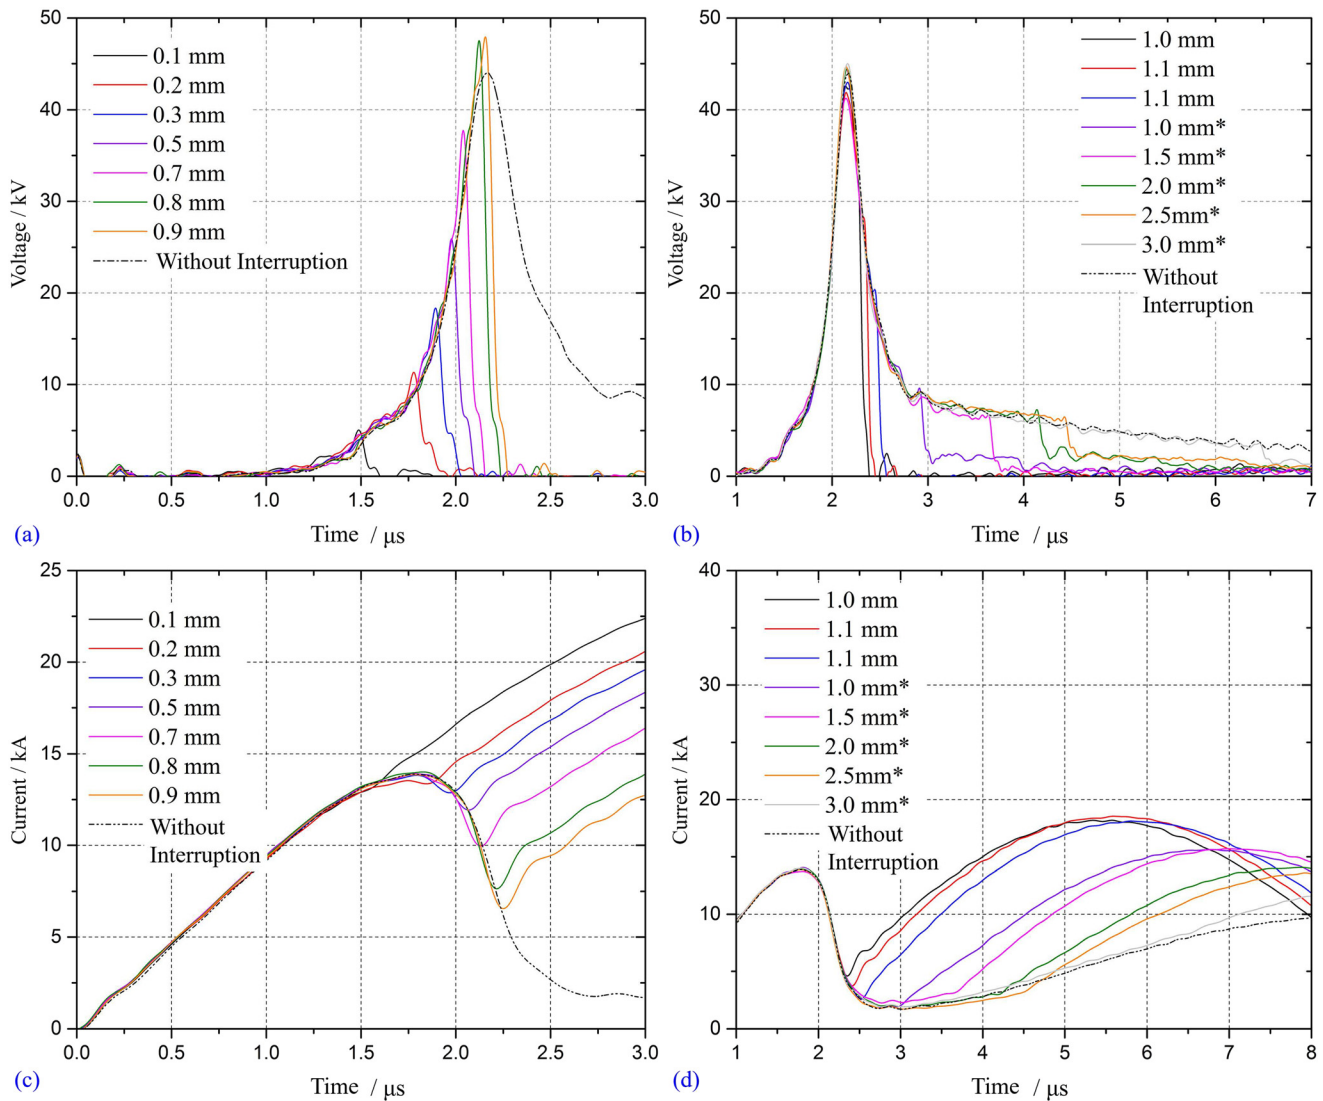 50
40
30
20
10
0
Voltage / kV
0.1 mm
0.2 mm
0.3 mm
0.5 mm
0.7 mm
0.8 mm
0.9 mm
Without Interruption
0.0 0.5 1.0 1.5 2.0 2.5 3.0
(a)
Time / μs
50
40
30
20
10
0
Voltage / kV
1.0 mm
1.1 mm
1.1 mm
1.0 mm*
1.5 mm*
2.0 mm*
2.5mm*
3.0 mm*
Without
Interruption
1 2 3 4 5 6 7
(b)
Time / μs
25
20
15
10
5
0
Current / kA
0.1 mm
0.2 mm
0.3 mm
0.5 mm
0.7 mm
0.8 mm
0.9 mm
Without
Interruption
0.0 0.5 1.0 1.5 2.0 2.5 3.0
(c)
Time / μs
40
30
20
10
0
Current / kA
1.0 mm
1.1 mm
1.1 mm
1.0 mm*
1.5 mm*
2.0 mm*
2.5mm*
3.0 mm*
Without
Interruption
1 2 3 4 5 6 7 8
(d)
Time / μs